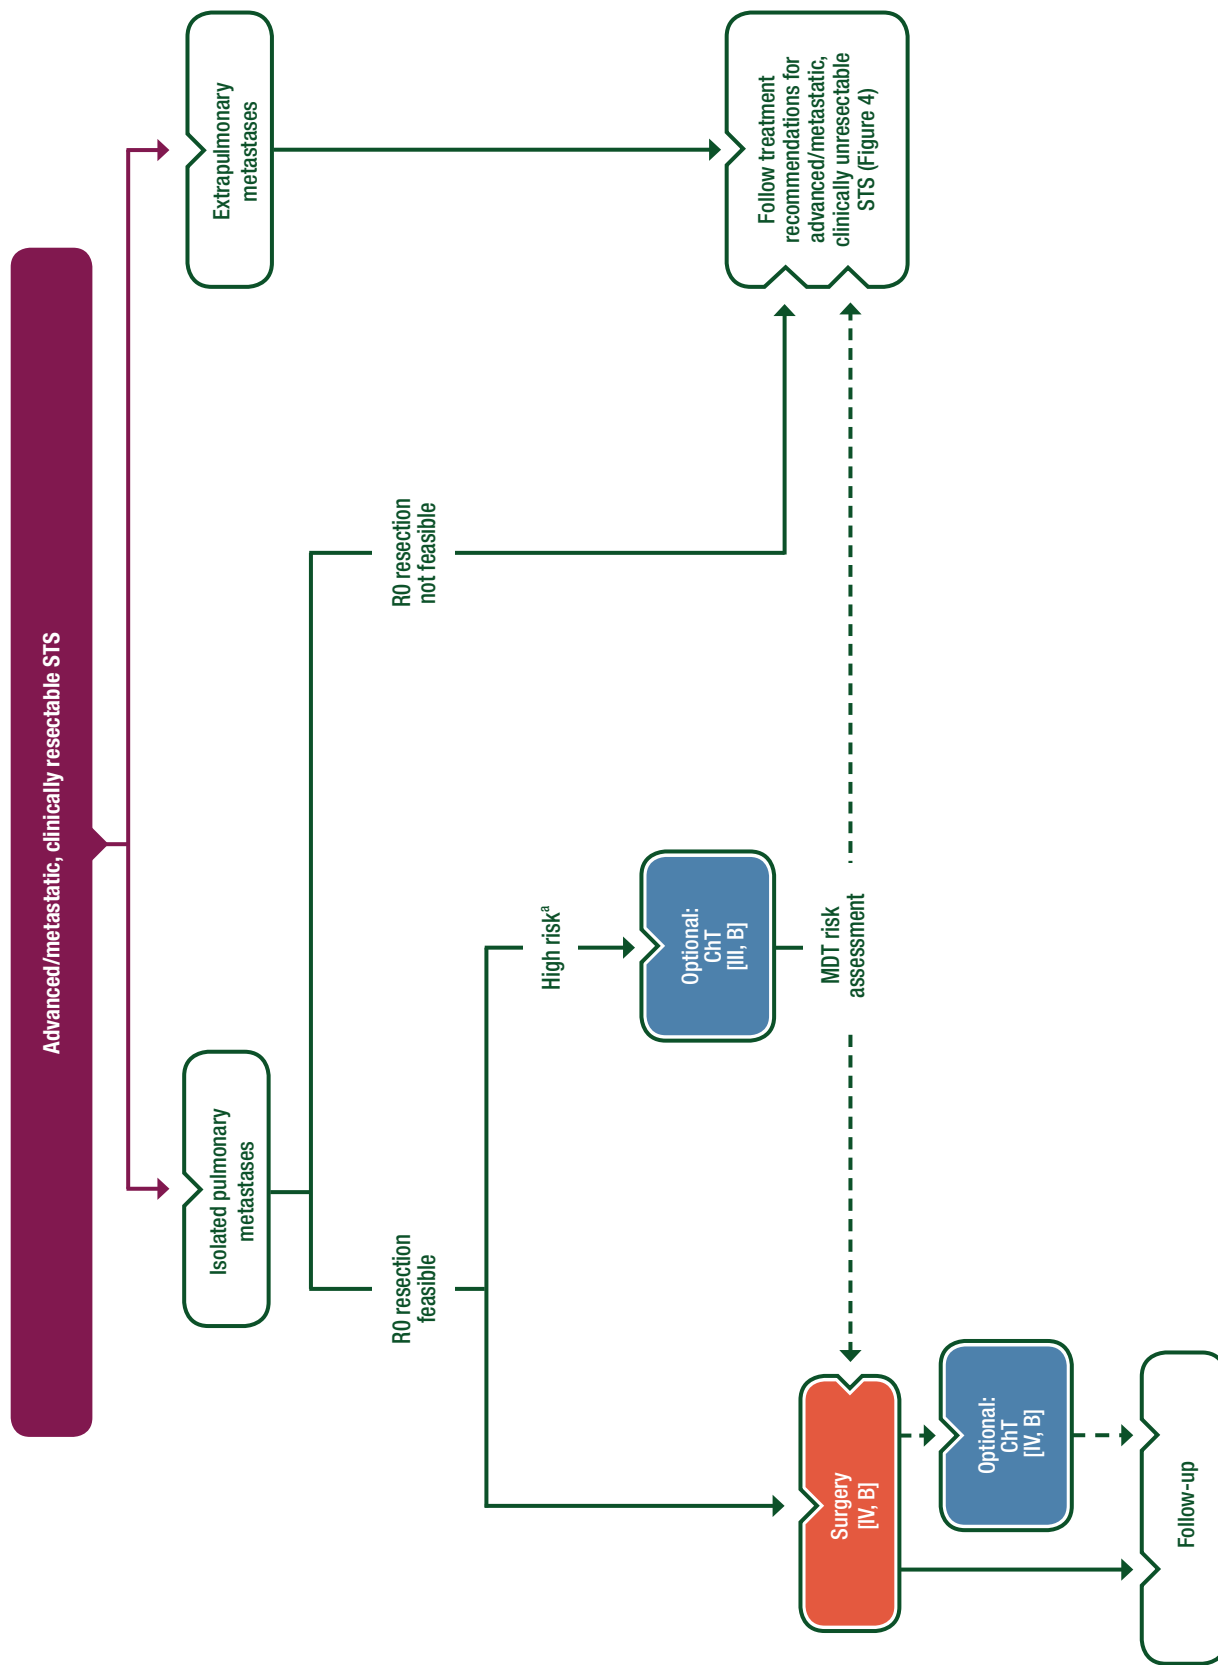 Advanced/metastatic, clinically resectable STS
Isolated pulmonary
metastases
Extrapulmonary
metastases
R0 resection
feasible
R0 resection
not feasible
High riskᵃ
Optional:
ChT
[III, B]
MDT risk
assessment
Surgery
[IV, B]
Follow treatment
recommendations for
advanced/metastatic,
clinically unresectable
STS (Figure 4)
Optional:
ChT
[IV, B]
Follow-up